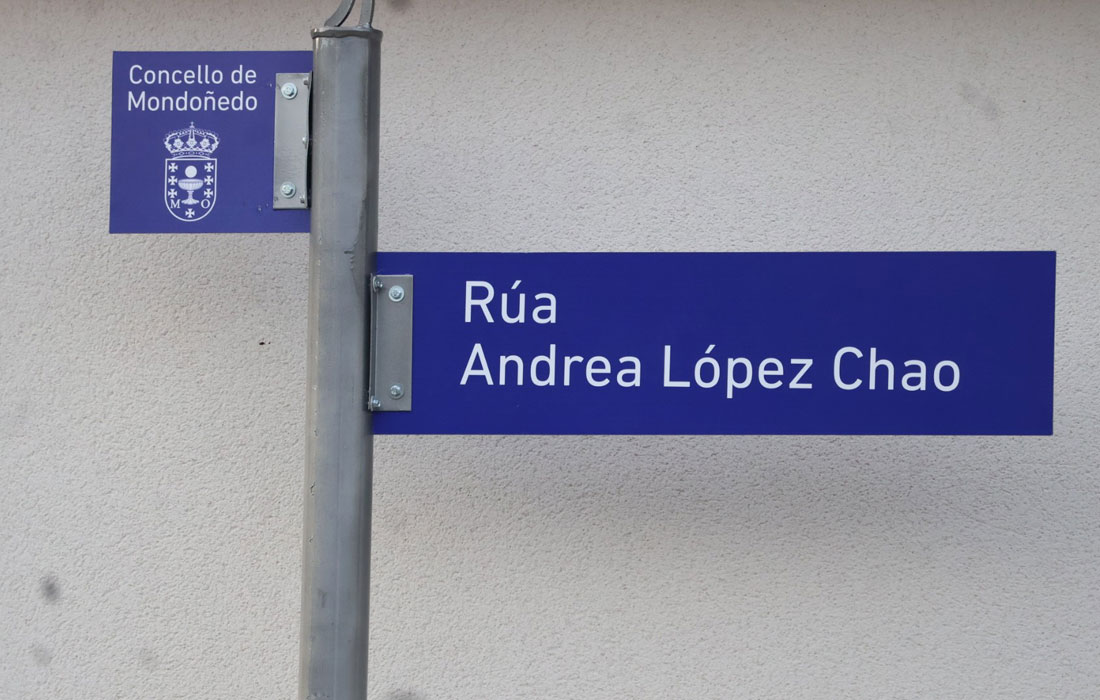 Concello de
Mondoñedo
M O
Rúa
Andrea López Chao